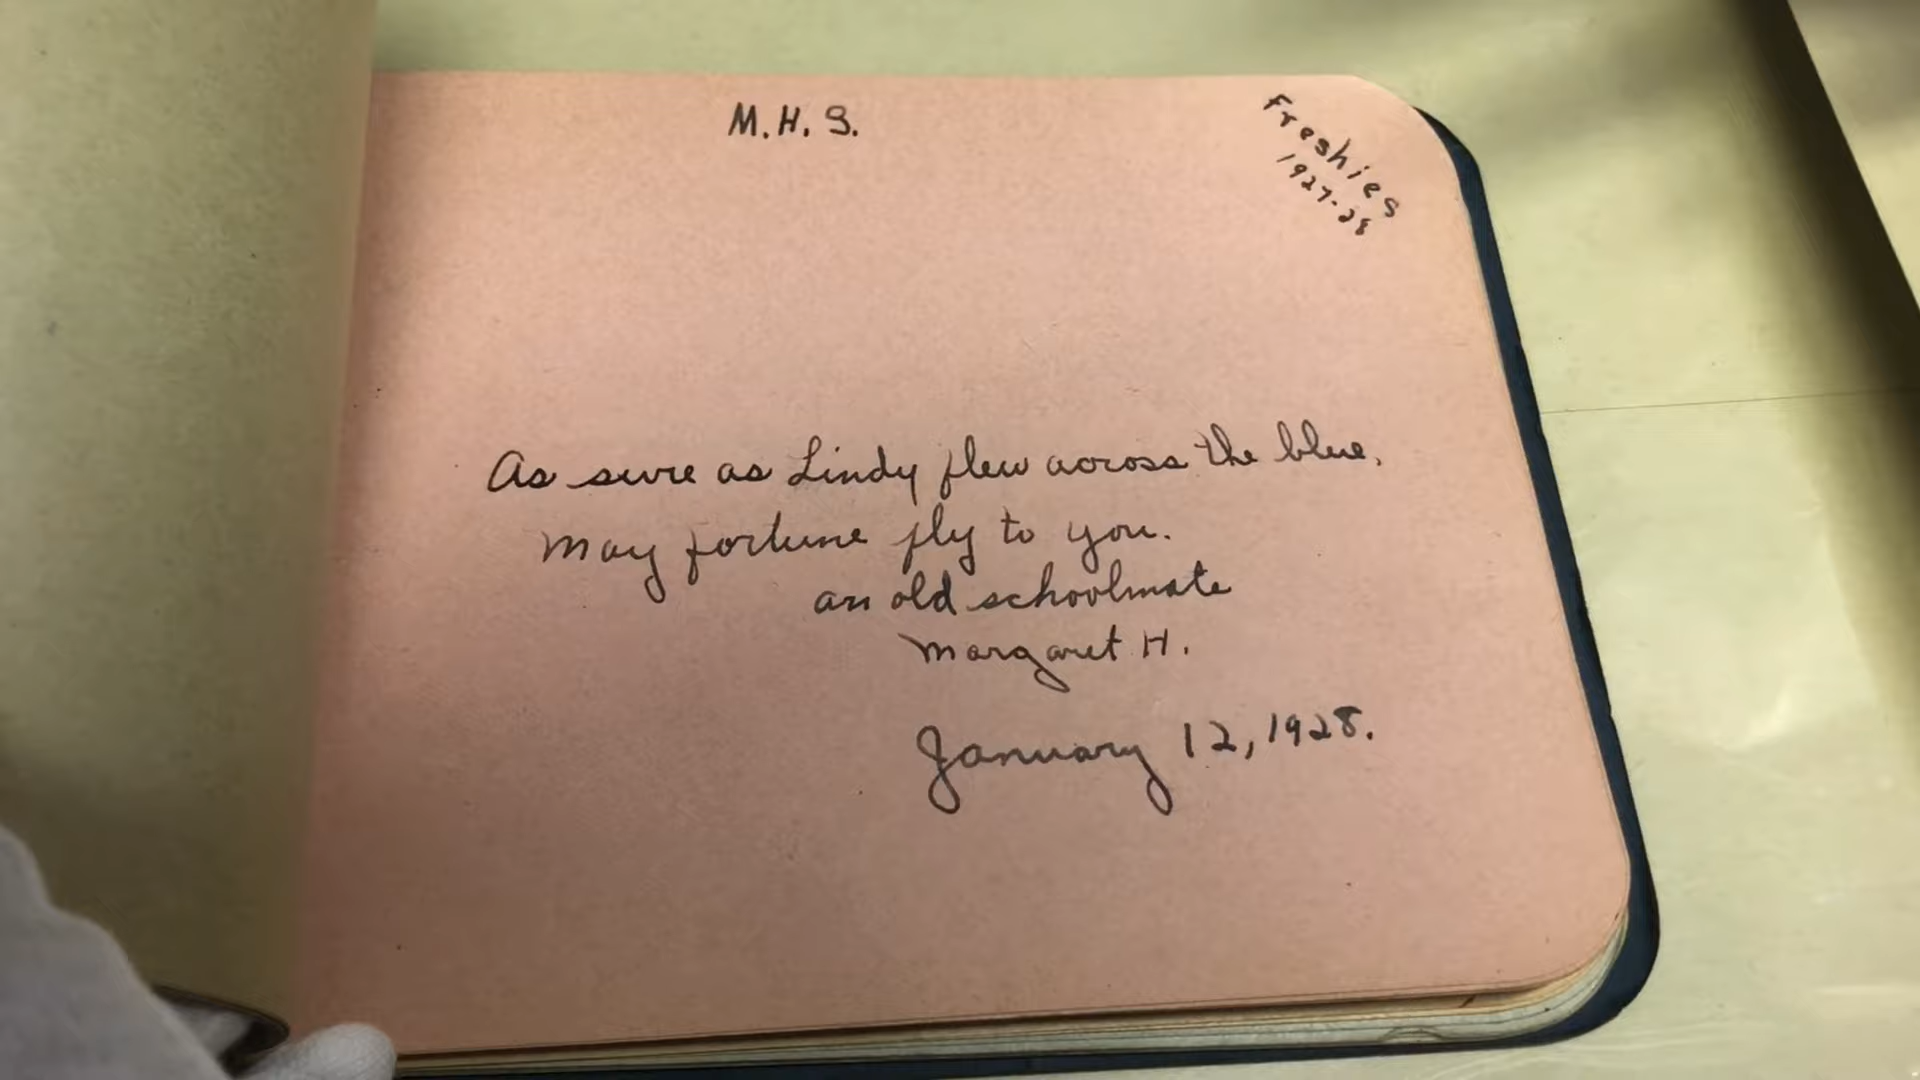 M.H.S.
Freshies
1927-28
As sure as Lindy flew across the blue,
May fortune fly to you.
an old schoolmate
Margaret H.
January 12, 1928.